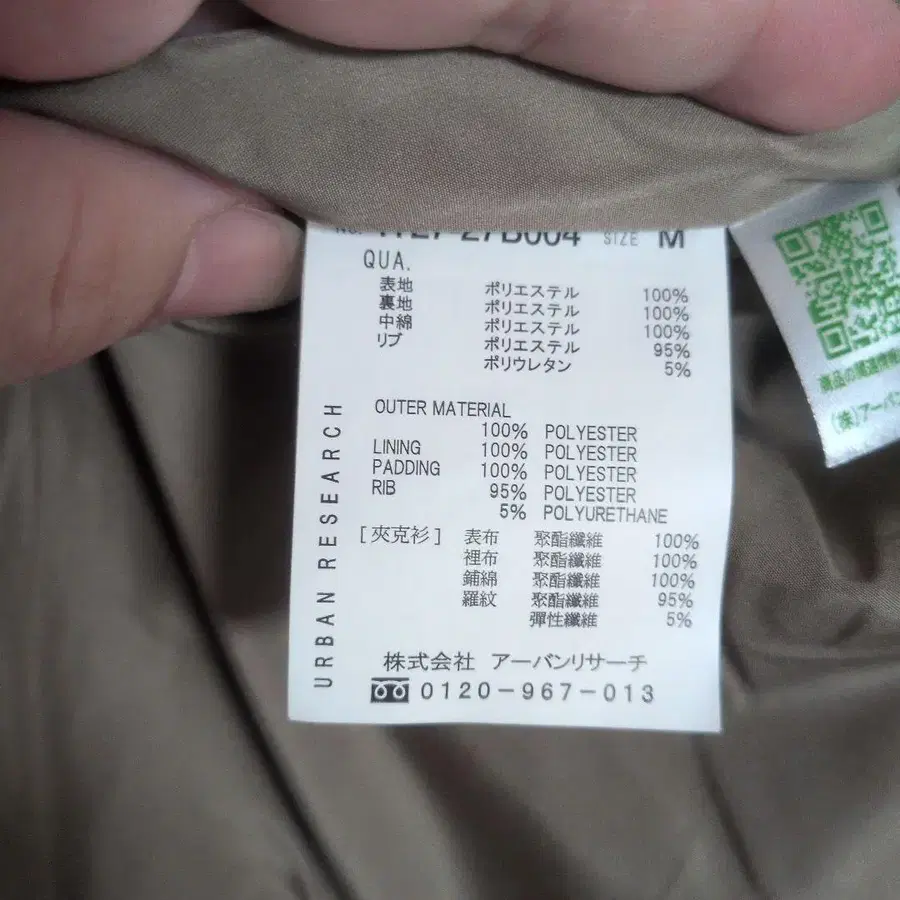 SIZE M
QUA.
表地 ポリエステル 100%
裏地 ポリエステル 100%
中綿 ポリエステル 100%
リブ ポリエステル 95%
ポリウレタン 5%
OUTER MATERIAL
100% POLYESTER
LINING 100% POLYESTER
PADDING 100% POLYESTER
RIB 95% POLYESTER
5% POLYURETHANE
[夾克衫] 表布 聚酯纖維 100%
裡布 聚酯纖維 100%
鋪綿 聚酯纖維 100%
羅紋 聚酯纖維 95%
彈性纖維 5%
株式会社 アーバンリサーチ
0120-967-013
URBAN RESEARCH
(株)アーバン